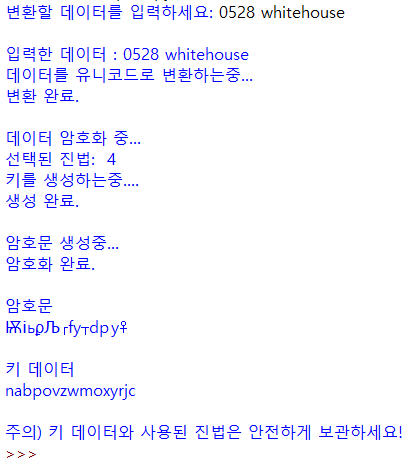 변환할 데이터를 입력하세요: 0528 whitehouse
입력한 데이터 : 0528 whitehouse
데이터를 유니코드로 변환하는중...
변환 완료.
데이터 암호화 중...
선택된 진법:  4
키를 생성하는중....
생성 완료.
암호문 생성중...
암호화 완료.
암호문
키 데이터
nabpovzwmoxyrjc
주의) 키 데이터와 사용된 진법은 안전하게 보관하세요!
>>>